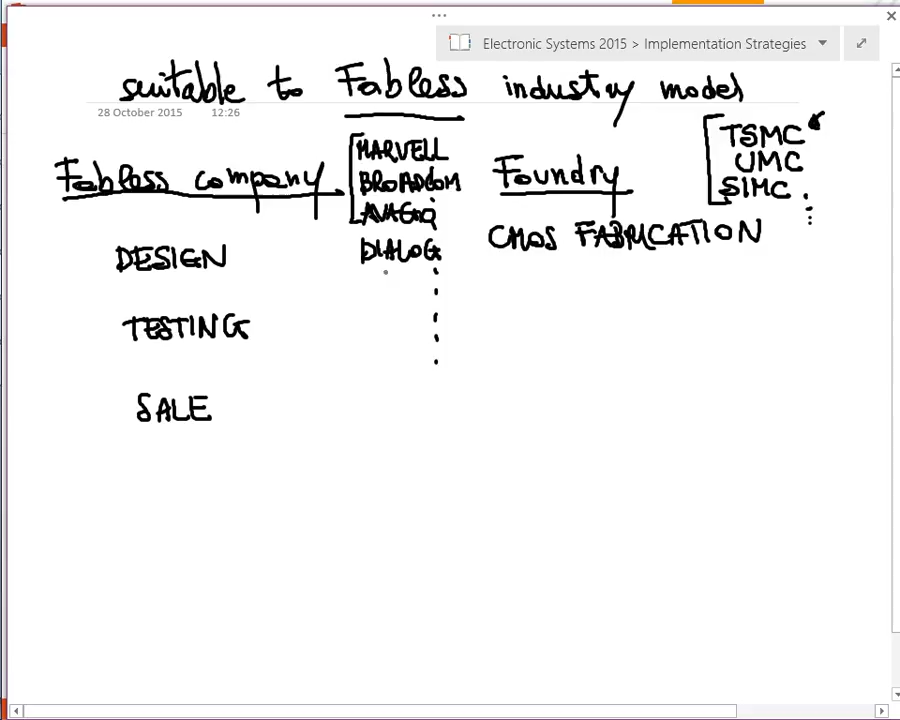 Electronic Systems 2015 > Implementation Strategies
suitable to Fabless industry model
28 October 2015 12:26
Fabless company
MARVELL
BROADCOM
AVAGO
DIALOG
DESIGN
TESTING
SALE
Foundry
TSMC
UMC
SIMC
CMOS FABRICATION